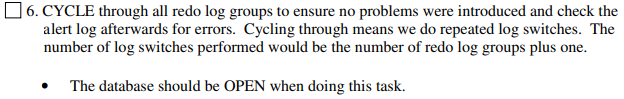 6. CYCLE through all redo log groups to ensure no problems were introduced and check the
alert log afterwards for errors.  Cycling through means we do repeated log switches.  The
number of log switches performed would be the number of redo log groups plus one.
• The database should be OPEN when doing this task.